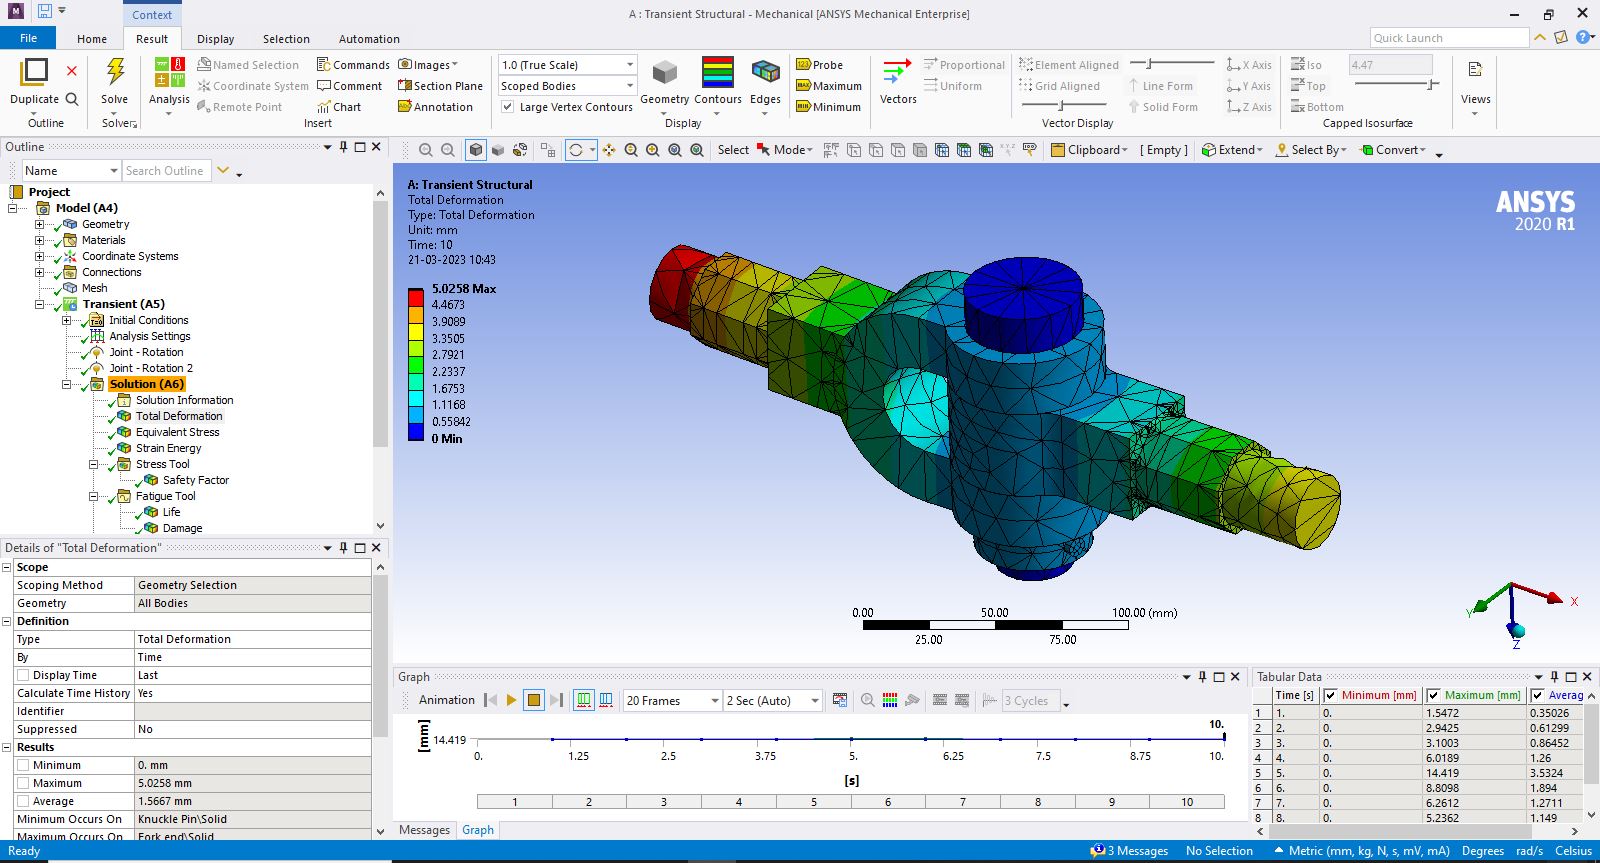 Context
A : Transient Structural - Mechanical [ANSYS Mechanical Enterprise]
File Home Result Display Selection Automation
Quick Launch
Duplicate
Outline
Solve
Solver
Analysis
Named Selection
Coordinate System
Remote Point
Commands
Comment
Chart
Images
Section Plane
Annotation
Insert
1.0 (True Scale)
Scoped Bodies
Large Vertex Contours
Geometry Contours Edges
Display
Probe
Maximum
Minimum
Vectors
Proportional
Uniform
Element Aligned
Grid Aligned
Line Form
Solid Form
X Axis
Y Axis
Z Axis
Vector Display
Iso
Top
Bottom
4.47
Capped Isosurface
Views
Outline
Name
Search Outline
Select Mode Clipboard [ Empty ] Extend Select By Convert
Project
Model (A4)
Geometry
Materials
Coordinate Systems
Connections
Mesh
Transient (A5)
Initial Conditions
Analysis Settings
Joint - Rotation
Joint - Rotation 2
Solution (A6)
Solution Information
Total Deformation
Equivalent Stress
Strain Energy
Stress Tool
Safety Factor
Fatigue Tool
Life
Damage
Details of "Total Deformation"
Scope
Scoping Method Geometry Selection
Geometry All Bodies
Definition
Type Total Deformation
By Time
Display Time Last
Calculate Time History Yes
Identifier
Suppressed No
Results
Minimum 0. mm
Maximum 5.0258 mm
Average 1.5667 mm
Minimum Occurs On Knuckle Pin\Solid
Maximum Occurs On Fork end\Solid
A: Transient Structural
Total Deformation
Type: Total Deformation
Unit: mm
Time: 10
21-03-2023 10:43
5.0258 Max
4.4673
3.9089
3.3505
2.7921
2.2337
1.6753
1.1168
0.55842
0 Min
ANSYS
2020 R1
0.00 50.00 100.00 (mm)
25.00 75.00
X
Y
Z
Graph
Animation 20 Frames 2 Sec (Auto) 3 Cycles
[mm]
14.419
10.
0. 1.25 2.5 3.75 5. 6.25 7.5 8.75 10.
[s]
1 2 3 4 5 6 7 8 9 10
Messages Graph
Tabular Data
Time [s] Minimum [mm] Maximum [mm] Averag
1 1. 0. 1.5472 0.35026
2 2. 0. 2.9425 0.61299
3 3. 0. 3.1003 0.86452
4 4. 0. 6.0189 1.26
5 5. 0. 14.419 3.5324
6 6. 0. 8.8098 1.894
7 7. 0. 6.2612 1.2711
8 8. 0. 5.2362 1.149
Ready
3 Messages No Selection Metric (mm, kg, N, s, mV, mA) Degrees rad/s Celsius